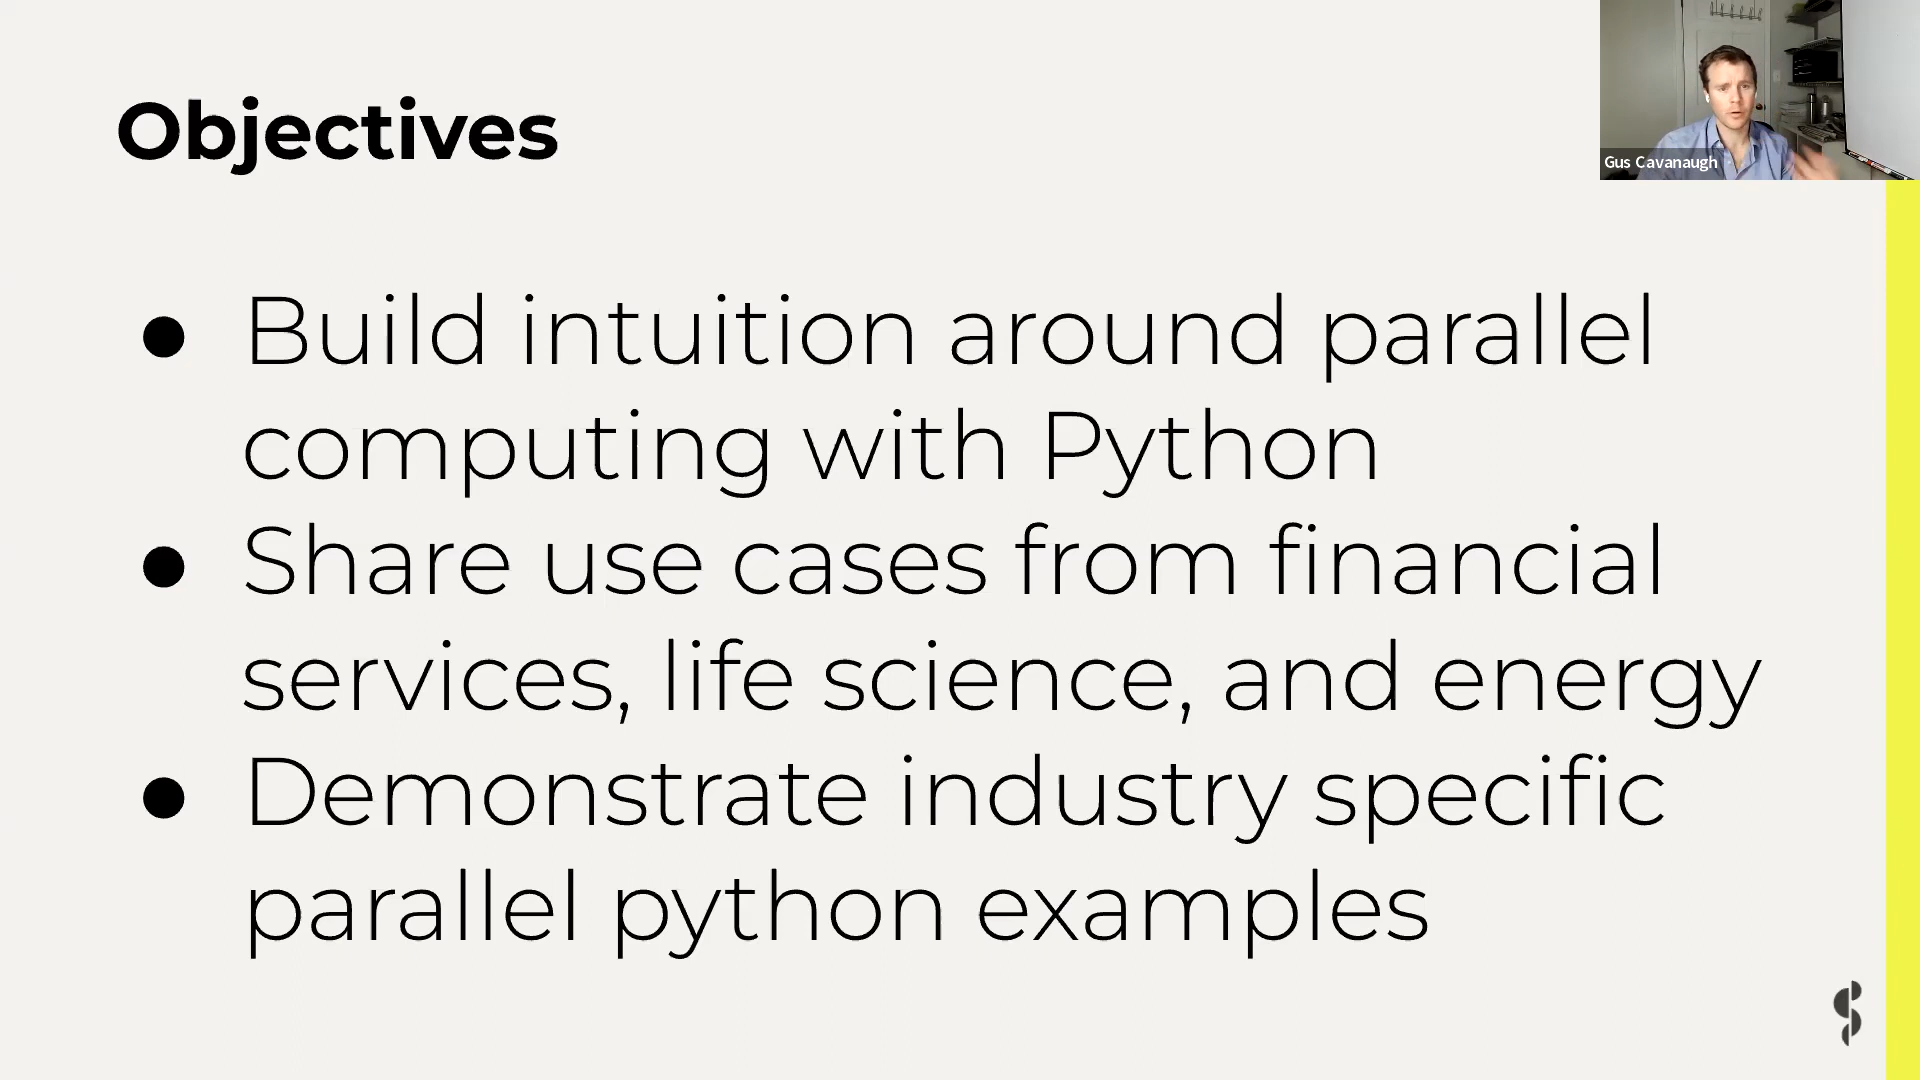 Objectives
Gus Cavanaugh
● Build intuition around parallel
computing with Python
● Share use cases from financial
services, life science, and energy
● Demonstrate industry specific
parallel python examples